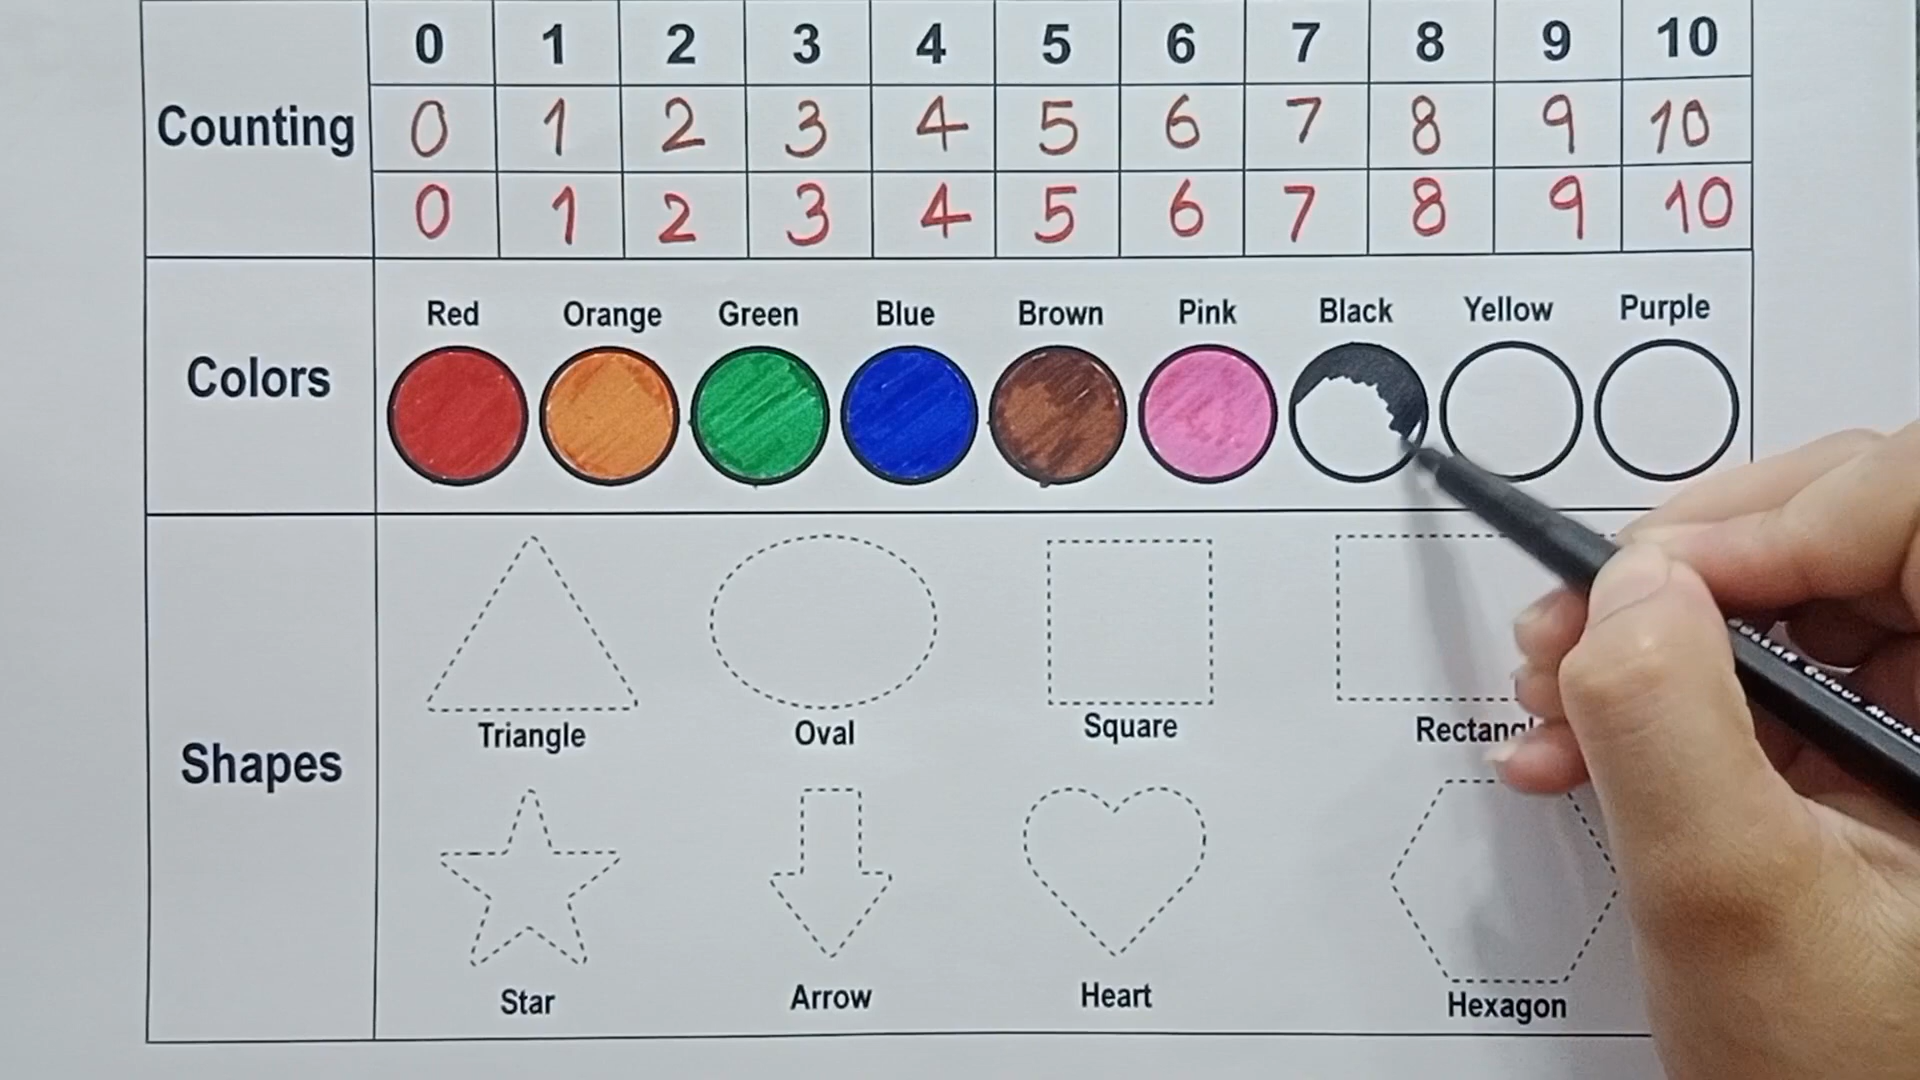 0 1 2 3 4 5 6 7 8 9 10
Counting
0 1 2 3 4 5 6 7 8 9 10
0 1 2 3 4 5 6 7 8 9 10
Red Orange Green Blue Brown Pink Black Yellow Purple
Colors
Triangle Oval Square
Shapes
Star Arrow Heart Hexagon
Colour